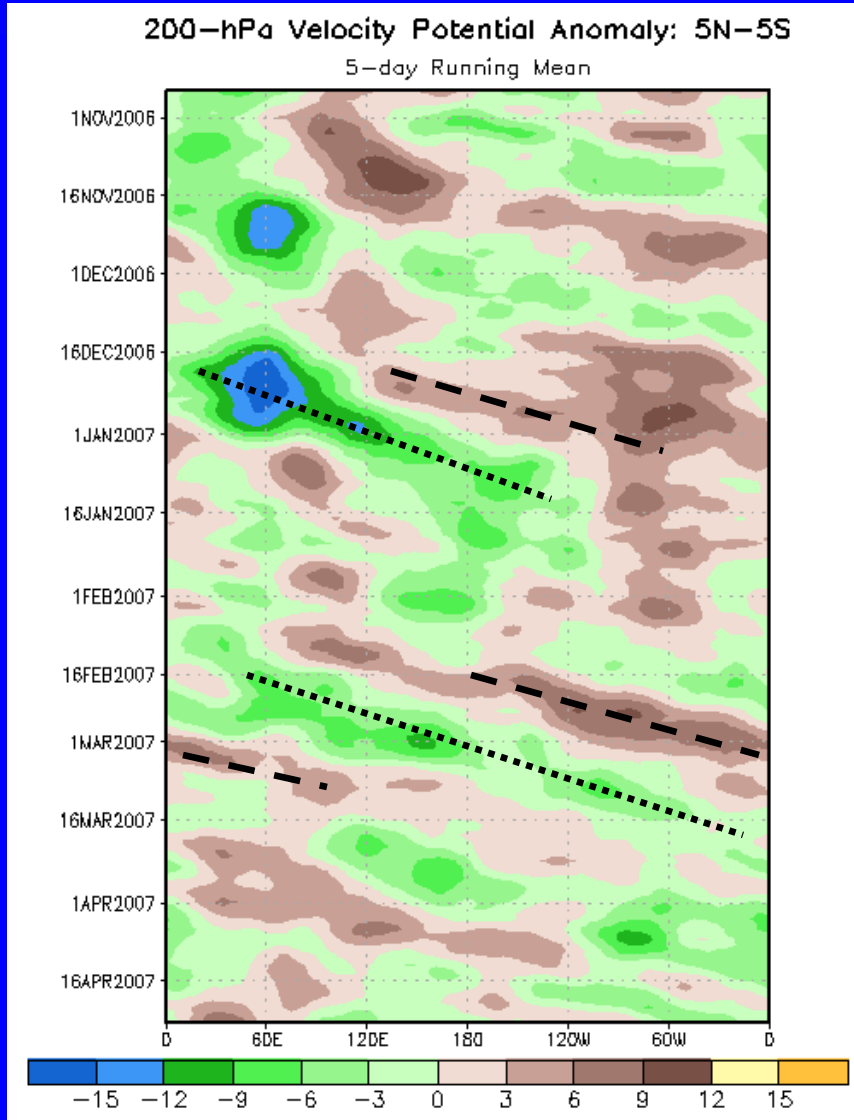 200-hPa Velocity Potential Anomaly: 5N-5S
5-day Running Mean
1NOV2006
16NOV2006
1DEC2006
16DEC2006
1JAN2007
16JAN2007
1FEB2007
16FEB2007
1MAR2007
16MAR2007
1APR2007
16APR2007
0 60E 120E 180 120W 60W 0
-15 -12 -9 -6 -3 0 3 6 9 12 15